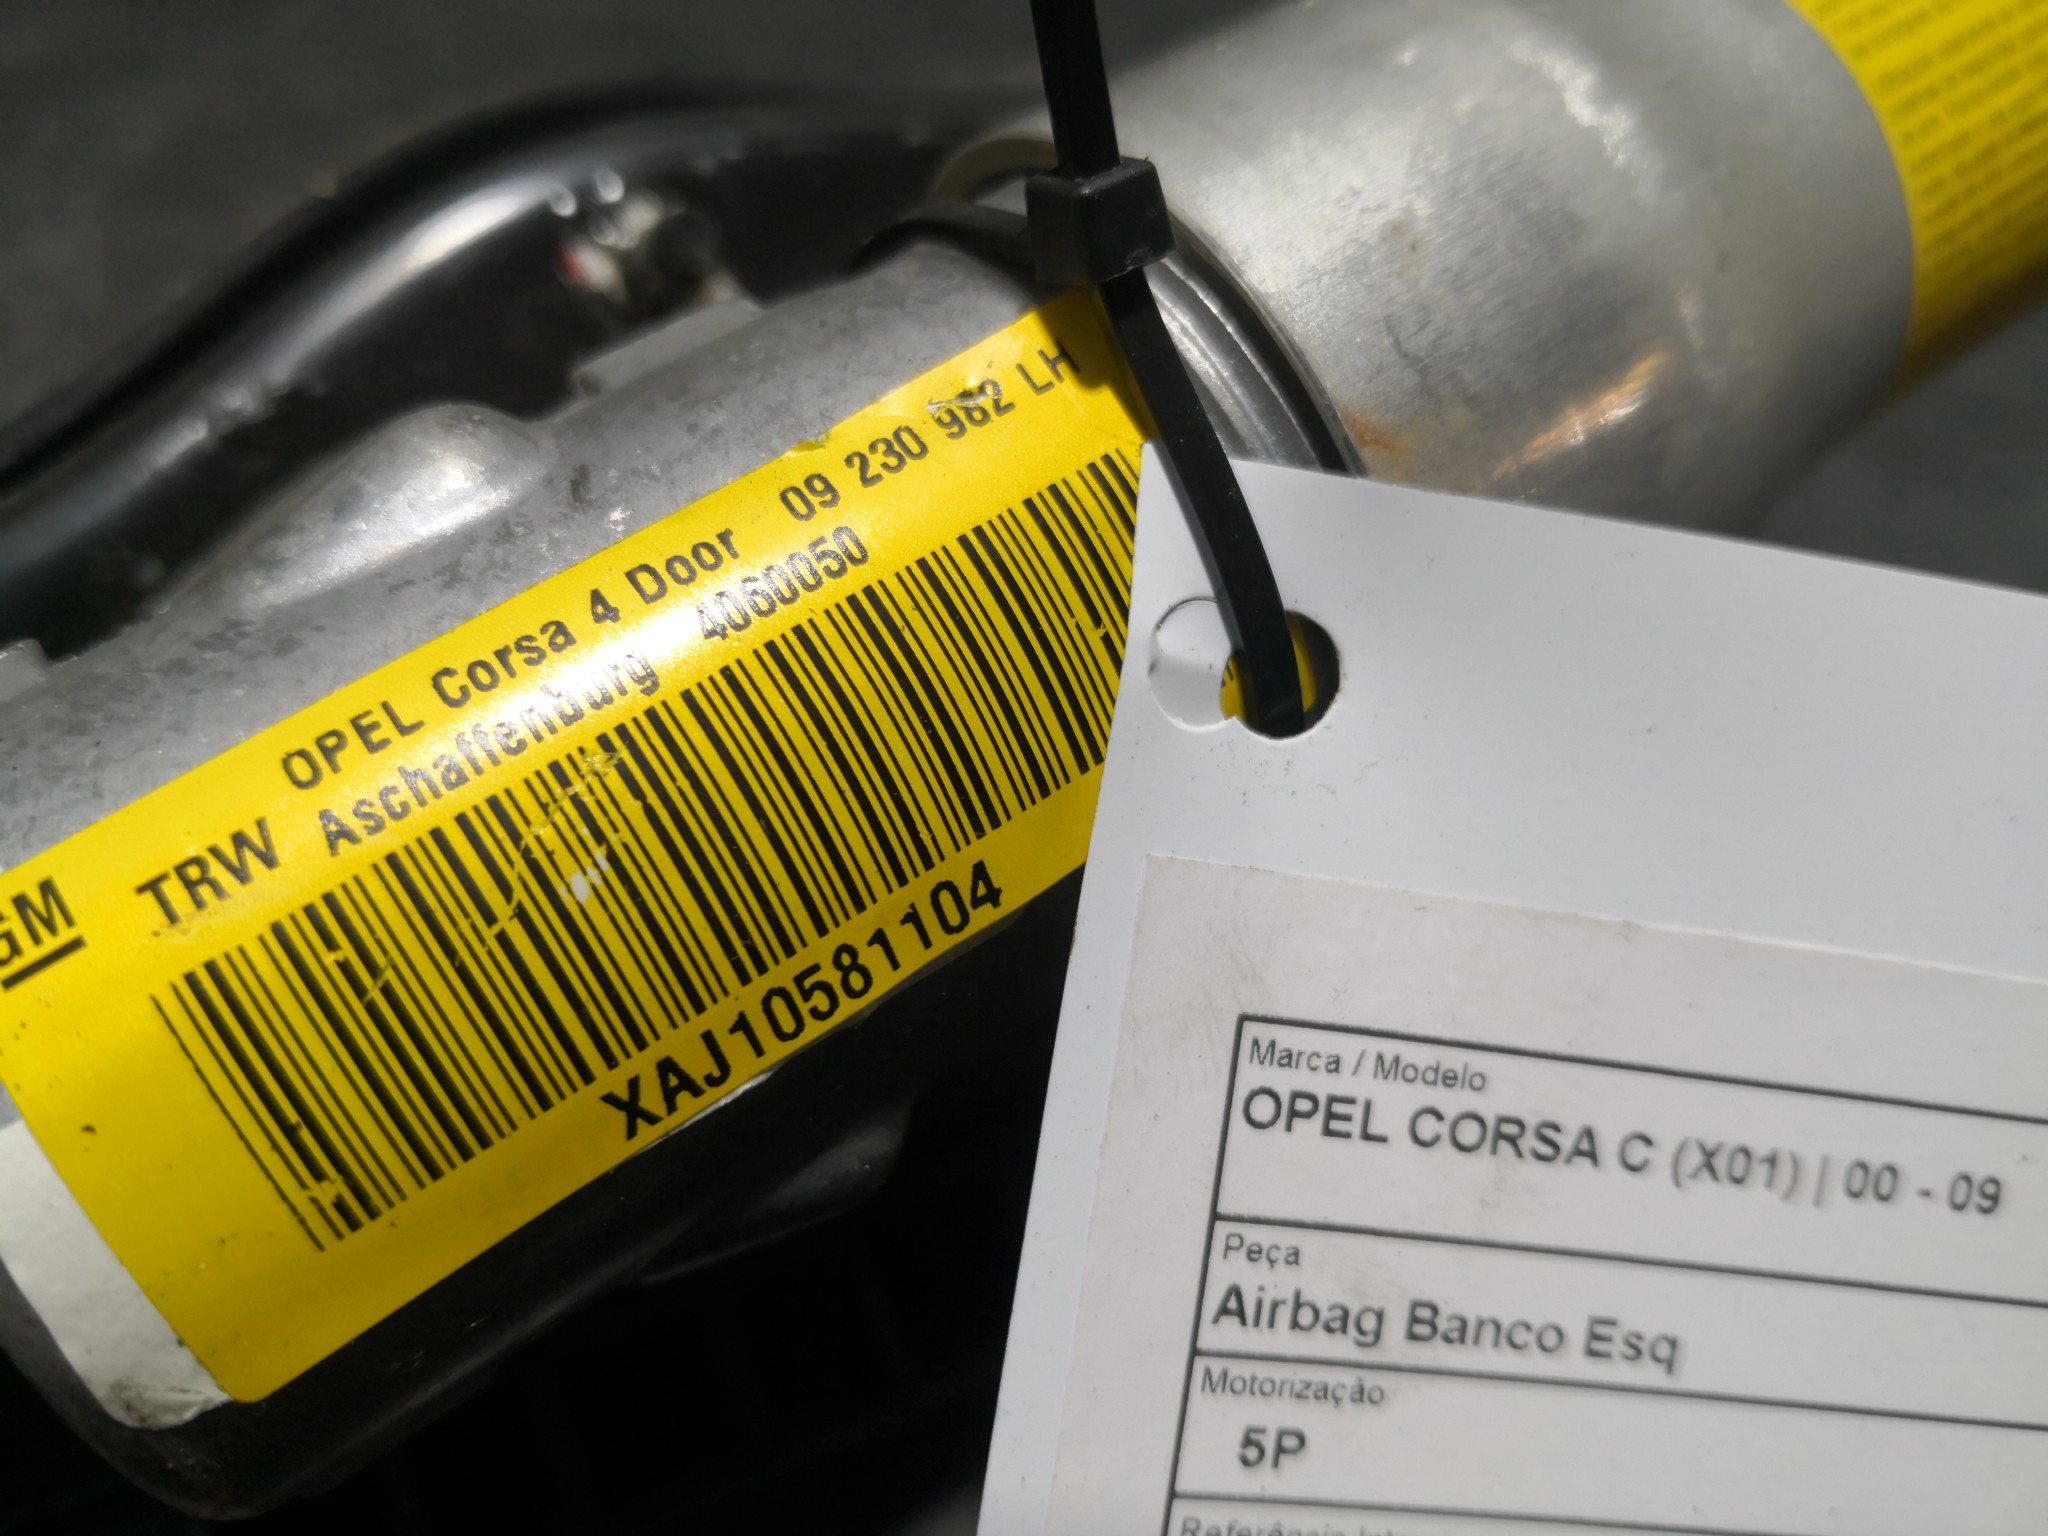 OPEL Corsa 4 Door 09 230 982 LH
GM TRW Aschaffenburg 4060050
XAJ10581104
Marca / Modelo
OPEL CORSA C (X01) | 00 - 09
Peça
Airbag Banco Esq
Motorização
5P